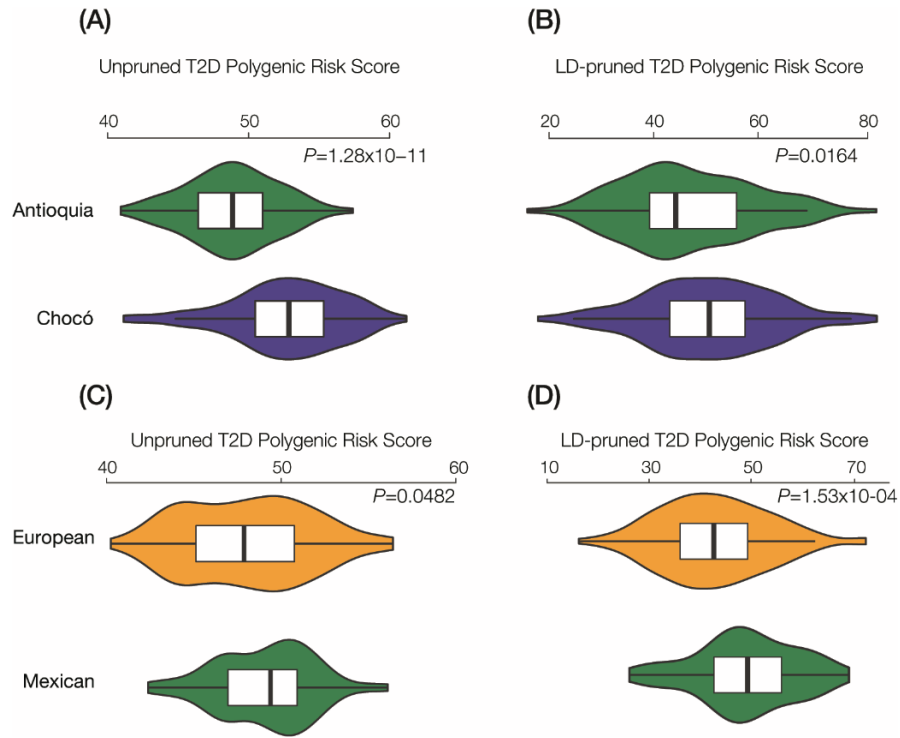 (A)
Unpruned T2D Polygenic Risk Score
40 50 60
P=1.28x10–11
Antioquia
Chocó
(B)
LD-pruned T2D Polygenic Risk Score
20 40 60 80
P=0.0164
(C)
Unpruned T2D Polygenic Risk Score
40 50 60
P=0.0482
European
Mexican
(D)
LD-pruned T2D Polygenic Risk Score
10 30 50 70
P=1.53x10-04